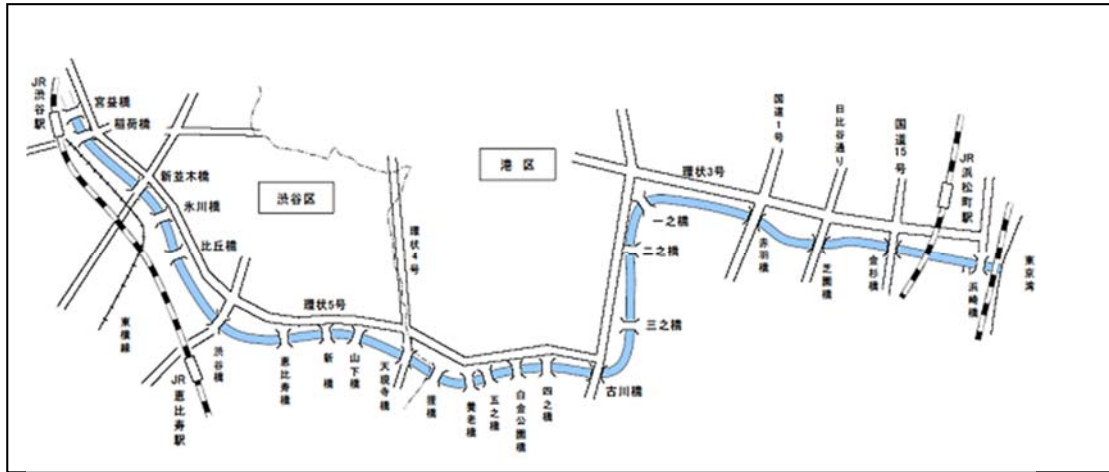 JR渋谷駅
宮益橋
稲荷橋
新並木橋
氷川橋
比丘橋
渋谷区
東横線
渋谷橋
JR恵比寿駅
環状5号
恵比寿橋
新橋
山下橋
天現寺橋
環状4号
狸橋
養老橋
五之橋
白金公園橋
四之橋
古川橋
三之橋
二之橋
一之橋
港区
環状3号
国道1号
赤羽橋
日比谷通り
芝園橋
国道15号
金杉橋
JR浜松町駅
浜崎橋
東京湾